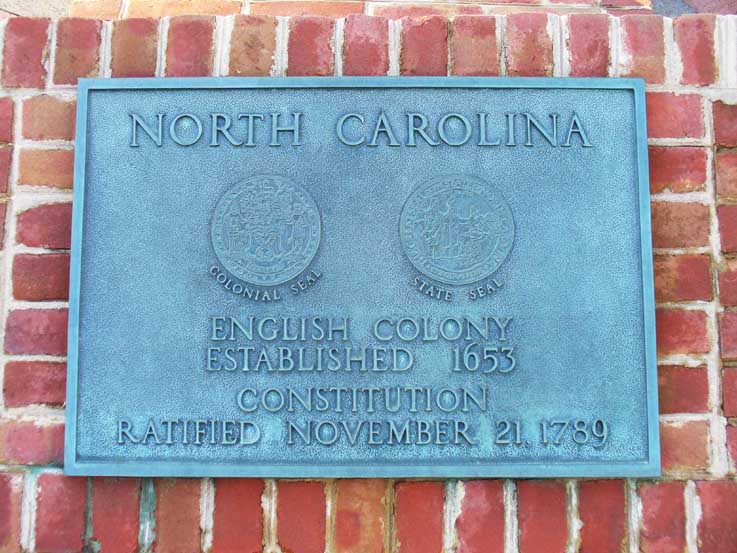 NORTH CAROLINA
COLONIAL SEAL
STATE SEAL
ENGLISH COLONY
ESTABLISHED 1653
CONSTITUTION
RATIFIED NOVEMBER 21, 1789